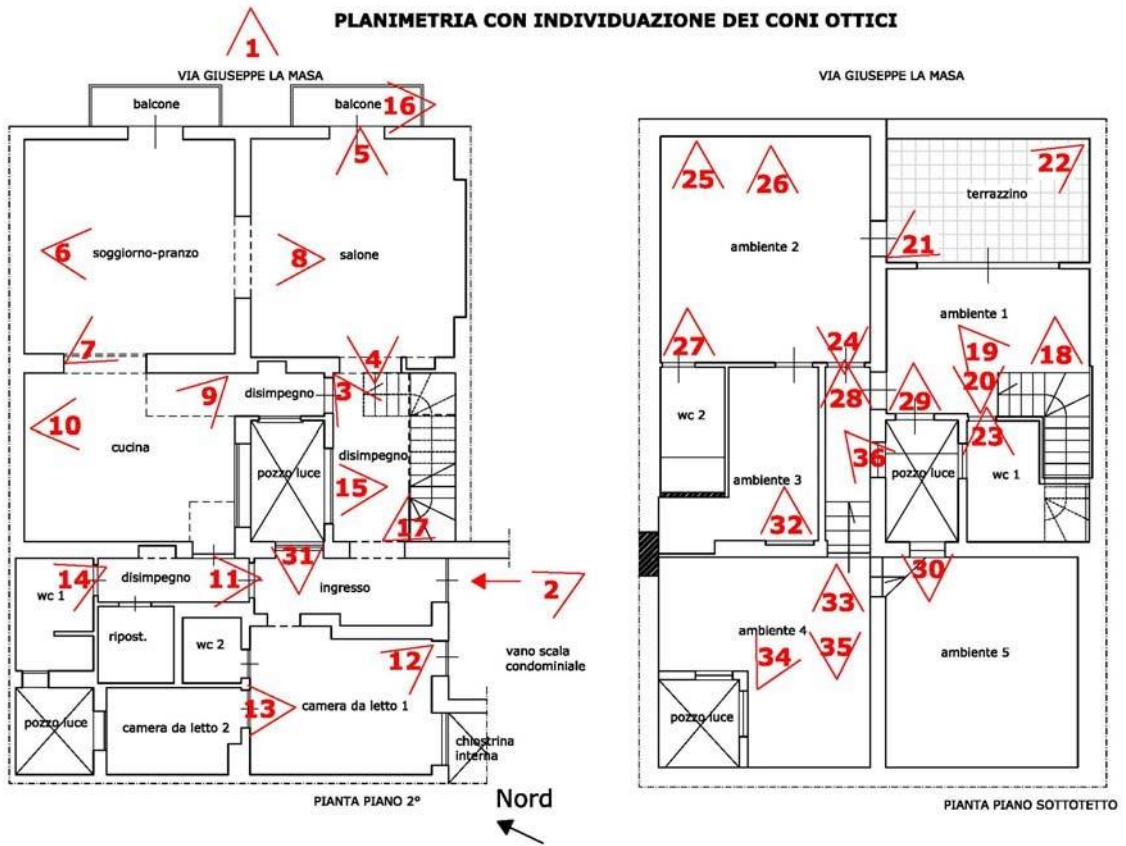 PLANIMETRIA CON INDIVIDUAZIONE DEI CONI OTTICI
1
VIA GIUSEPPE LA MASA
balcone
balcone
16
5
6
soggiorno-pranzo
8
salone
7
4
9
disimpegno
3
10
cucina
pozzo luce
disimpegno
15
17
31
14
wc 1
disimpegno
11
ingresso
2
ripost.
wc 2
12
vano scala
condominiale
13
camera da letto 1
pozzo luce
camera da letto 2
chiostrina
interna
PIANTA PIANO 2º
Nord
VIA GIUSEPPE LA MASA
25
26
22
terrazzino
ambiente 2
21
ambiente 1
27
24
19
18
20
28
29
wc 2
23
36
pozzo luce
wc 1
ambiente 3
32
30
33
ambiente 4
35
34
ambiente 5
pozzo luce
PIANTA PIANO SOTTOTETTO